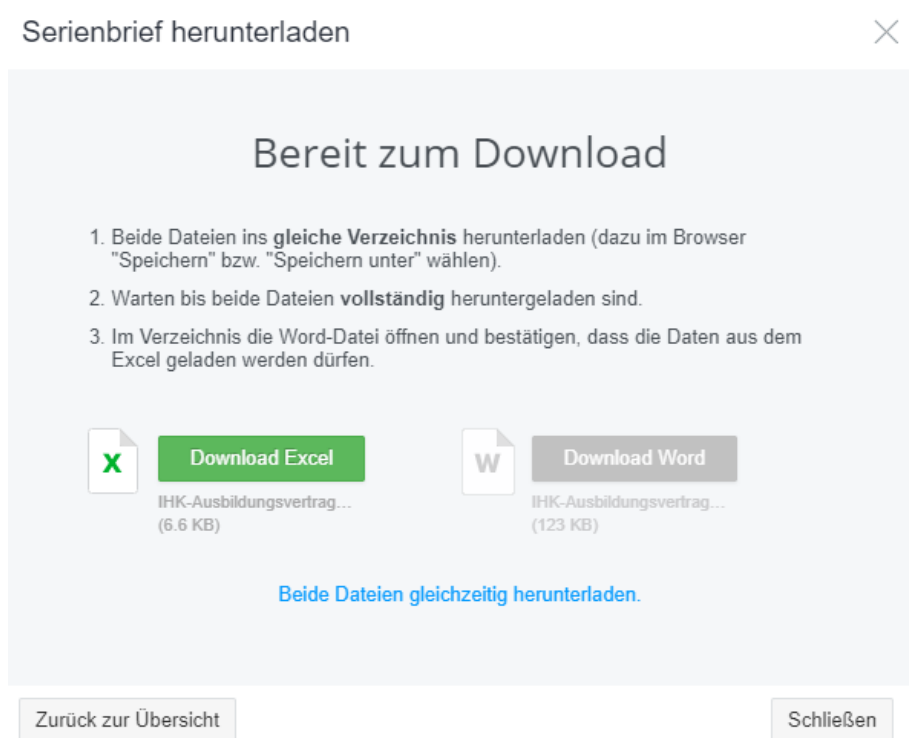 Serienbrief herunterladen
Bereit zum Download
1. Beide Dateien ins gleiche Verzeichnis herunterladen (dazu im Browser
"Speichern" bzw. "Speichern unter" wählen).
2. Warten bis beide Dateien vollständig heruntergeladen sind.
3. Im Verzeichnis die Word-Datei öffnen und bestätigen, dass die Daten aus dem
Excel geladen werden dürfen.
X Download Excel
IHK-Ausbildungsvertrag...
(6.6 KB)
W Download Word
IHK-Ausbildungsvertrag...
(123 KB)
Beide Dateien gleichzeitig herunterladen.
Zurück zur Übersicht
Schließen